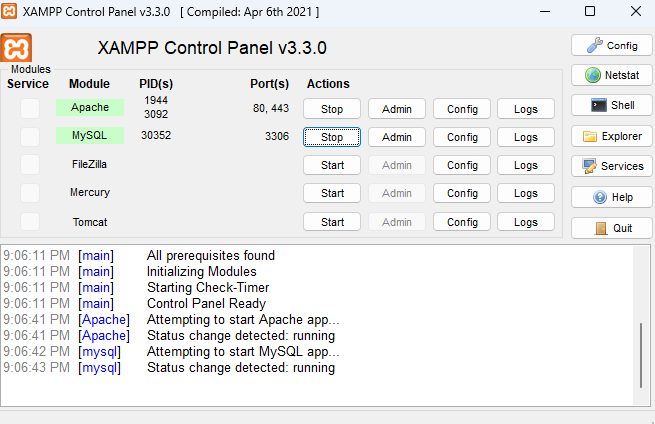 XAMPP Control Panel v3.3.0 [ Compiled: Apr 6th 2021 ]
XAMPP Control Panel v3.3.0
Config
Modules
Service Module PID(s) Port(s) Actions
Netstat
Apache 1944 3092 80, 443 Stop Admin Config Logs
Shell
MySQL 30352 3306 Stop Admin Config Logs
Explorer
FileZilla Start Admin Config Logs
Services
Mercury Start Admin Config Logs
Help
Tomcat Start Admin Config Logs
Quit
9:06:11 PM [main] All prerequisites found
9:06:11 PM [main] Initializing Modules
9:06:11 PM [main] Starting Check-Timer
9:06:11 PM [main] Control Panel Ready
9:06:41 PM [Apache] Attempting to start Apache app...
9:06:41 PM [Apache] Status change detected: running
9:06:42 PM [mysql] Attempting to start MySQL app...
9:06:43 PM [mysql] Status change detected: running